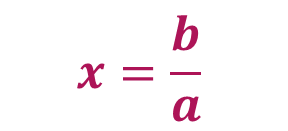 x = b/a